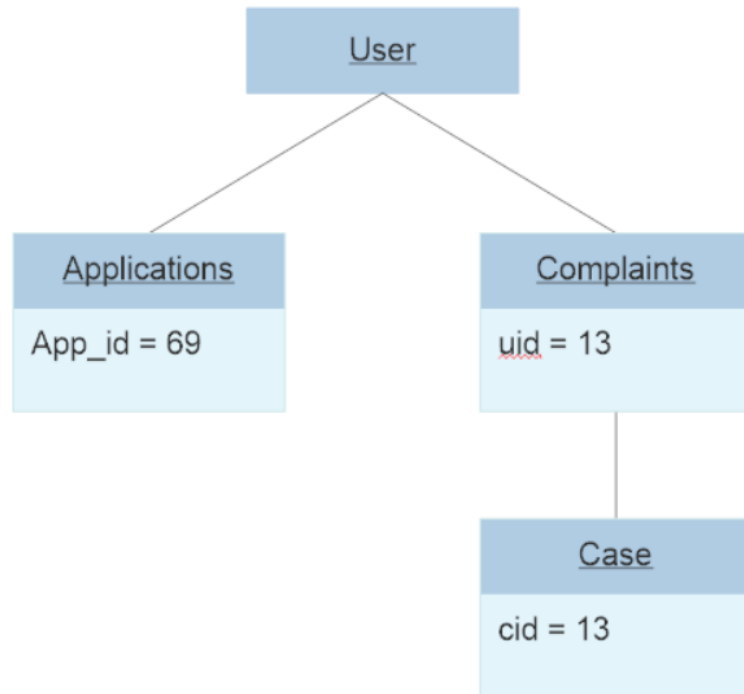 User
Applications
App_id = 69
Complaints
uid = 13
Case
cid = 13